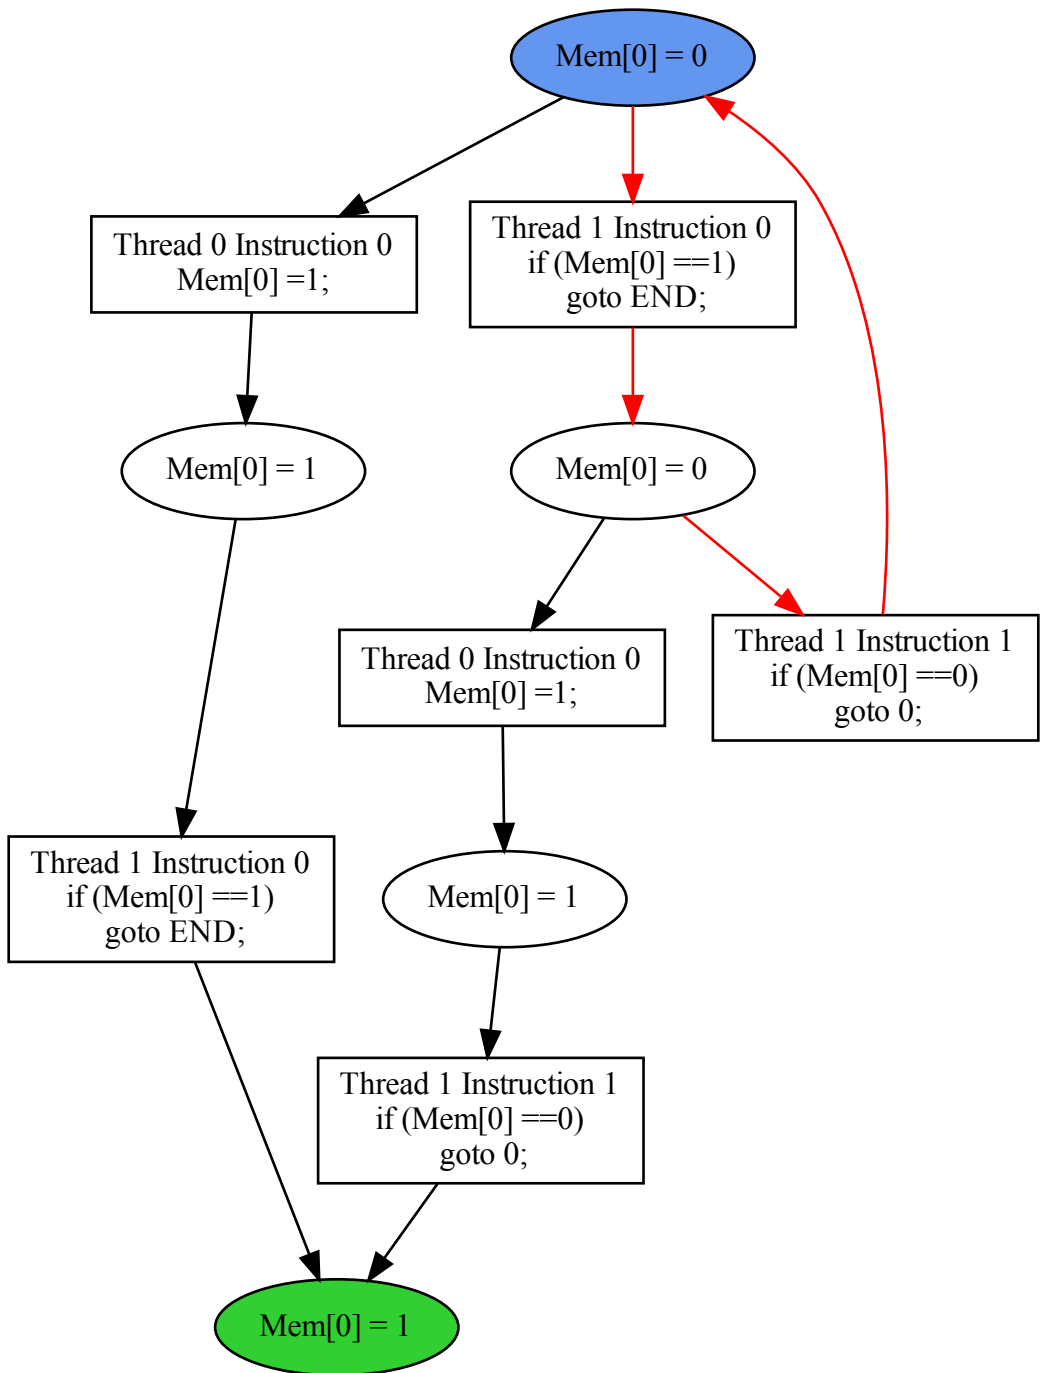 Mem[0] = 0
Thread 0 Instruction 0
Mem[0] =1;
Thread 1 Instruction 0
if (Mem[0] ==1)
goto END;
Mem[0] = 1
Mem[0] = 0
Thread 0 Instruction 0
Mem[0] =1;
Thread 1 Instruction 1
if (Mem[0] ==0)
goto 0;
Thread 1 Instruction 0
if (Mem[0] ==1)
goto END;
Mem[0] = 1
Thread 1 Instruction 1
if (Mem[0] ==0)
goto 0;
Mem[0] = 1